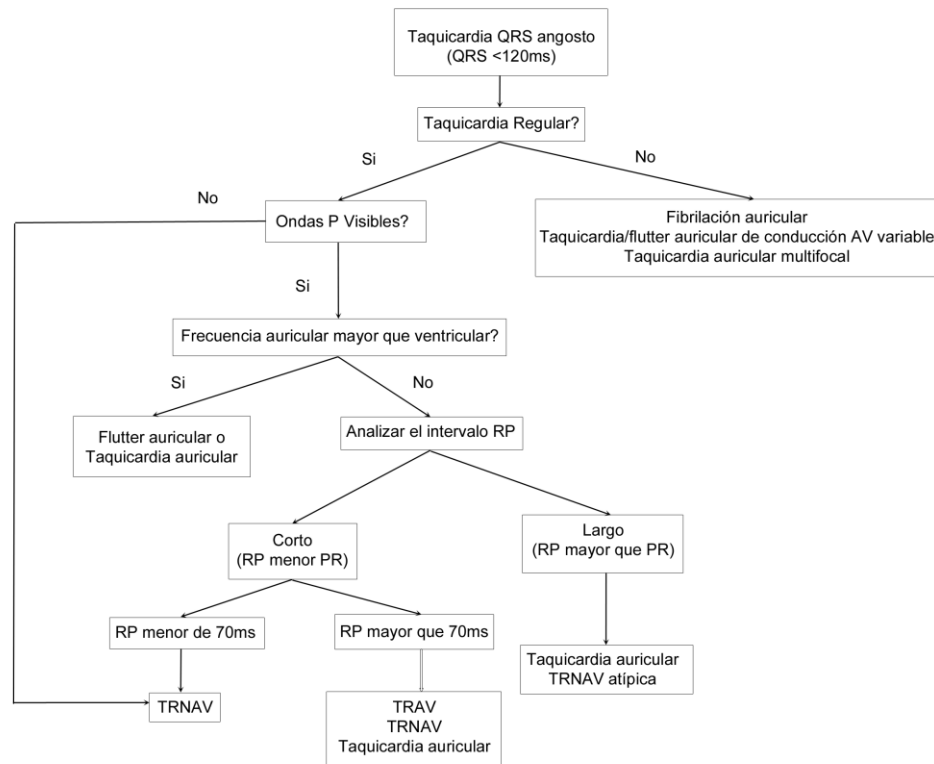 Taquicardia QRS angosto
(QRS <120ms)
Taquicardia Regular?
Si
No
No
Ondas P Visibles?
Fibrilación auricular
Taquicardia/flutter auricular de conducción AV variable
Taquicardia auricular multifocal
Si
Frecuencia auricular mayor que ventricular?
Si
No
Flutter auricular o
Taquicardia auricular
Analizar el intervalo RP
Corto
(RP menor PR)
Largo
(RP mayor que PR)
RP menor de 70ms
RP mayor que 70ms
Taquicardia auricular
TRNAV atípica
TRNAV
TRAV
TRNAV
Taquicardia auricular